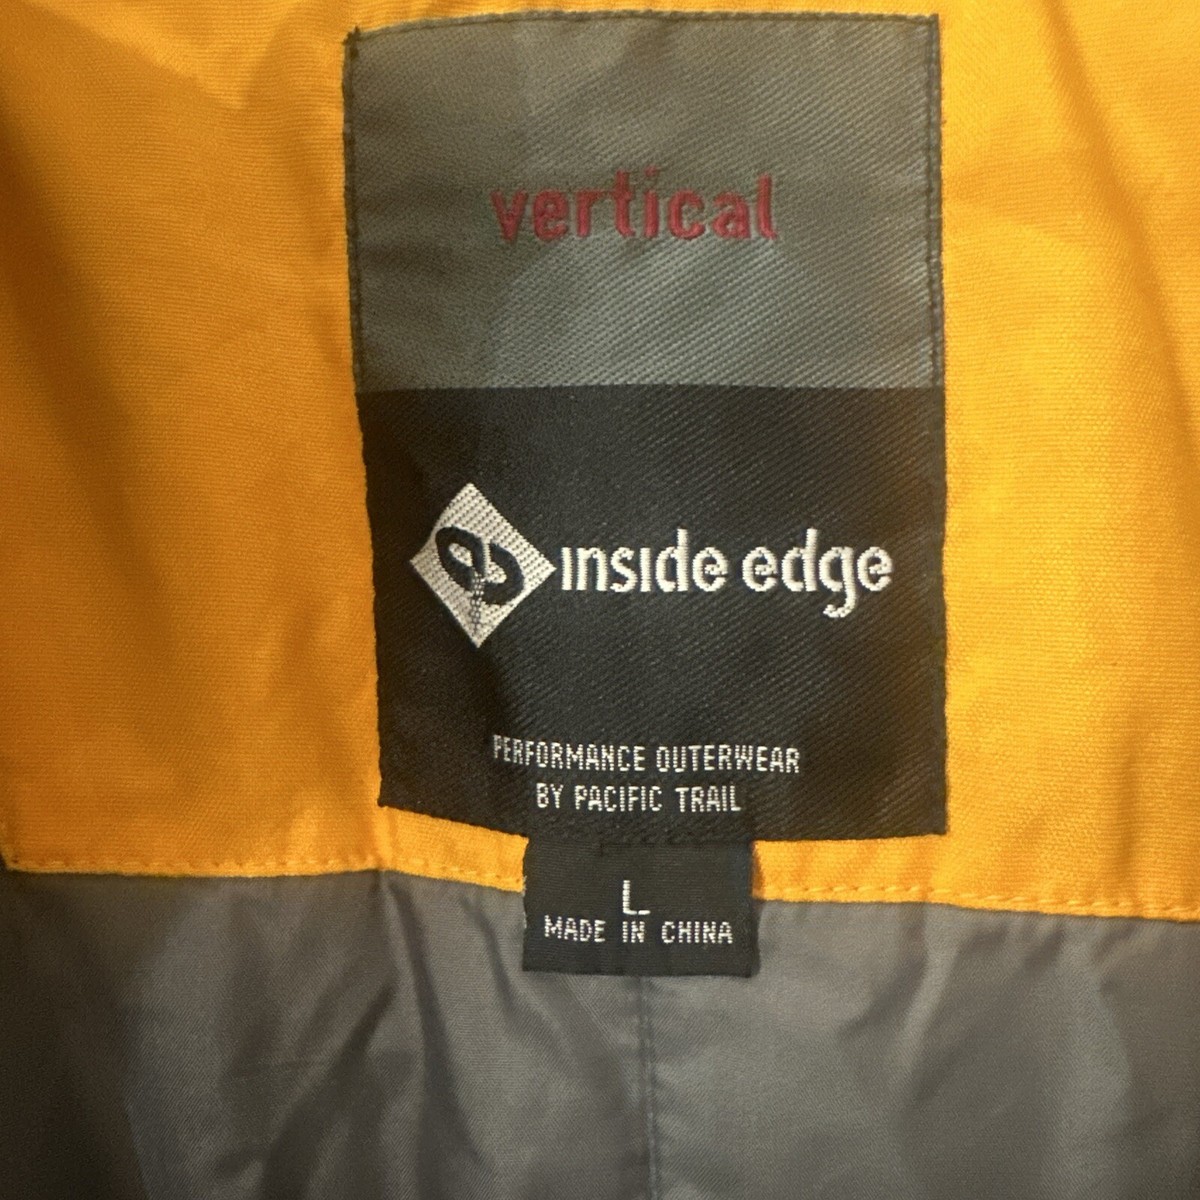 vertical
inside edge
PERFORMANCE OUTERWEAR
BY PACIFIC TRAIL
L
MADE IN CHINA